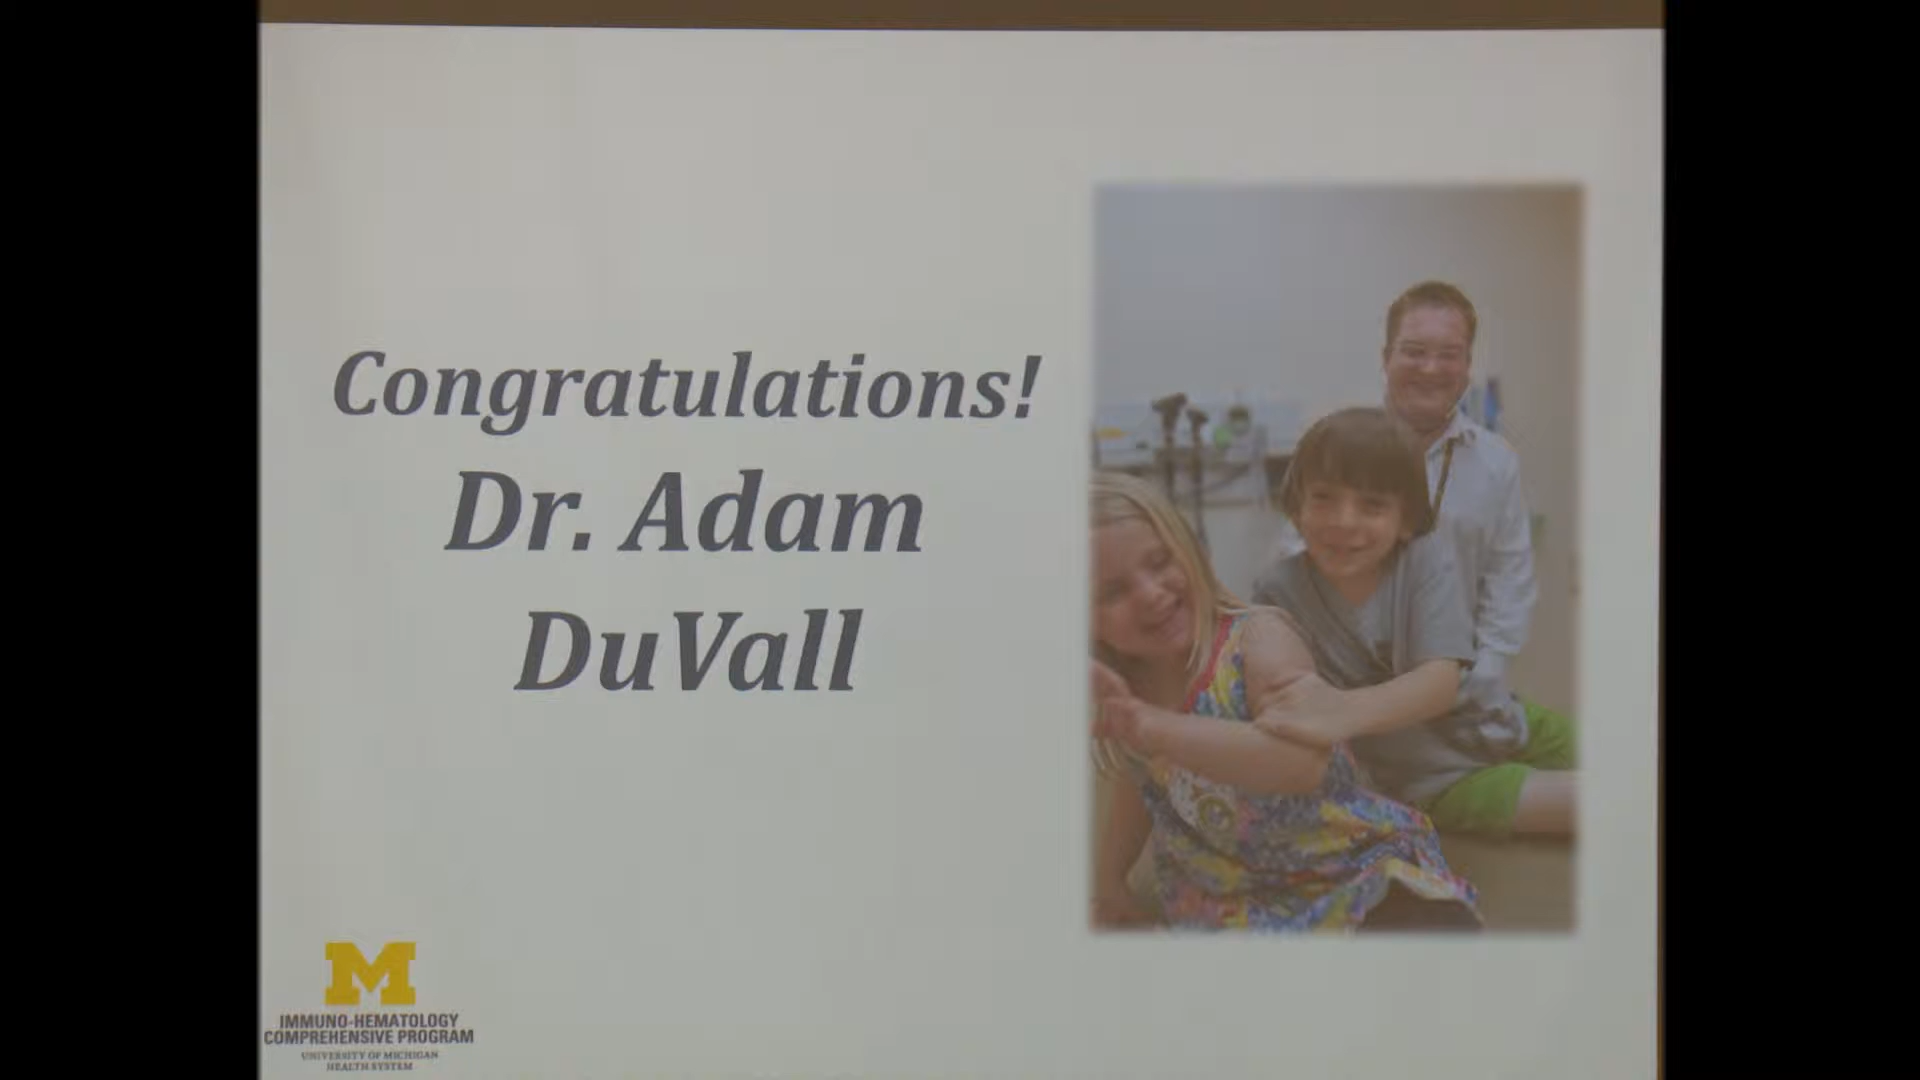 Congratulations!
Dr. Adam
DuVall
M
IMMUNO-HEMATOLOGY
COMPREHENSIVE PROGRAM
UNIVERSITY OF MICHIGAN
HEALTH SYSTEM